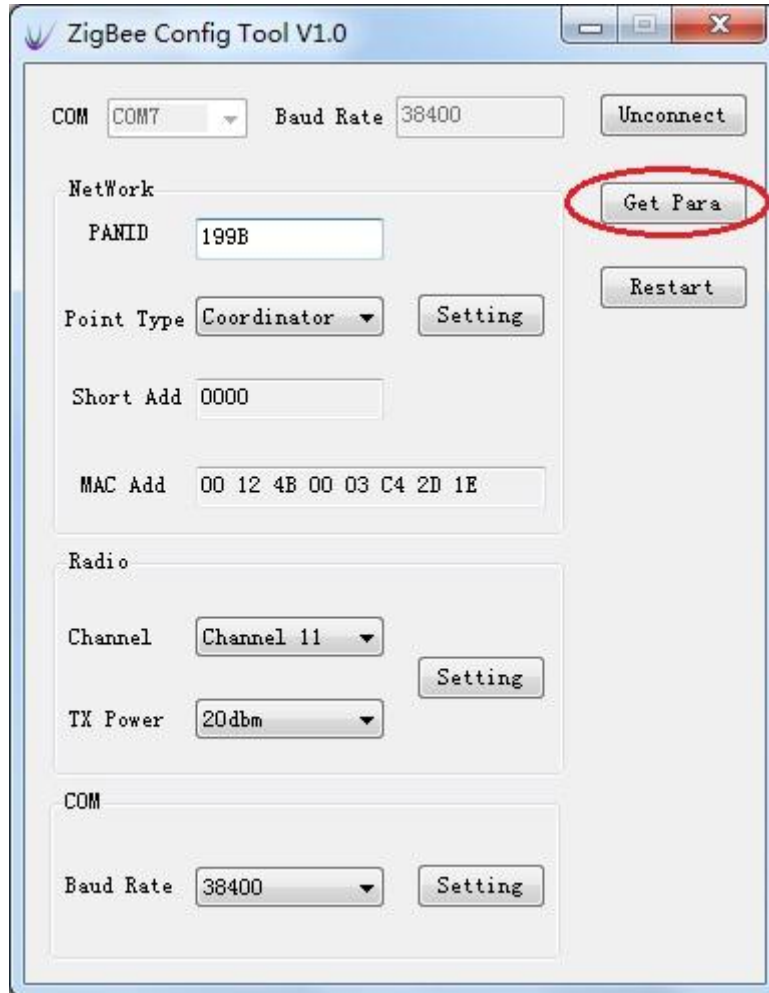 ZigBee Config Tool V1.0
COM COM7 Baud Rate 38400 Unconnect
NetWork
Get Para
PANID 199B
Restart
Point Type Coordinator Setting
Short Add 0000
MAC Add 00 12 4B 00 03 C4 2D 1E
Radio
Channel Channel 11
Setting
TX Power 20dbm
COM
Baud Rate 38400 Setting